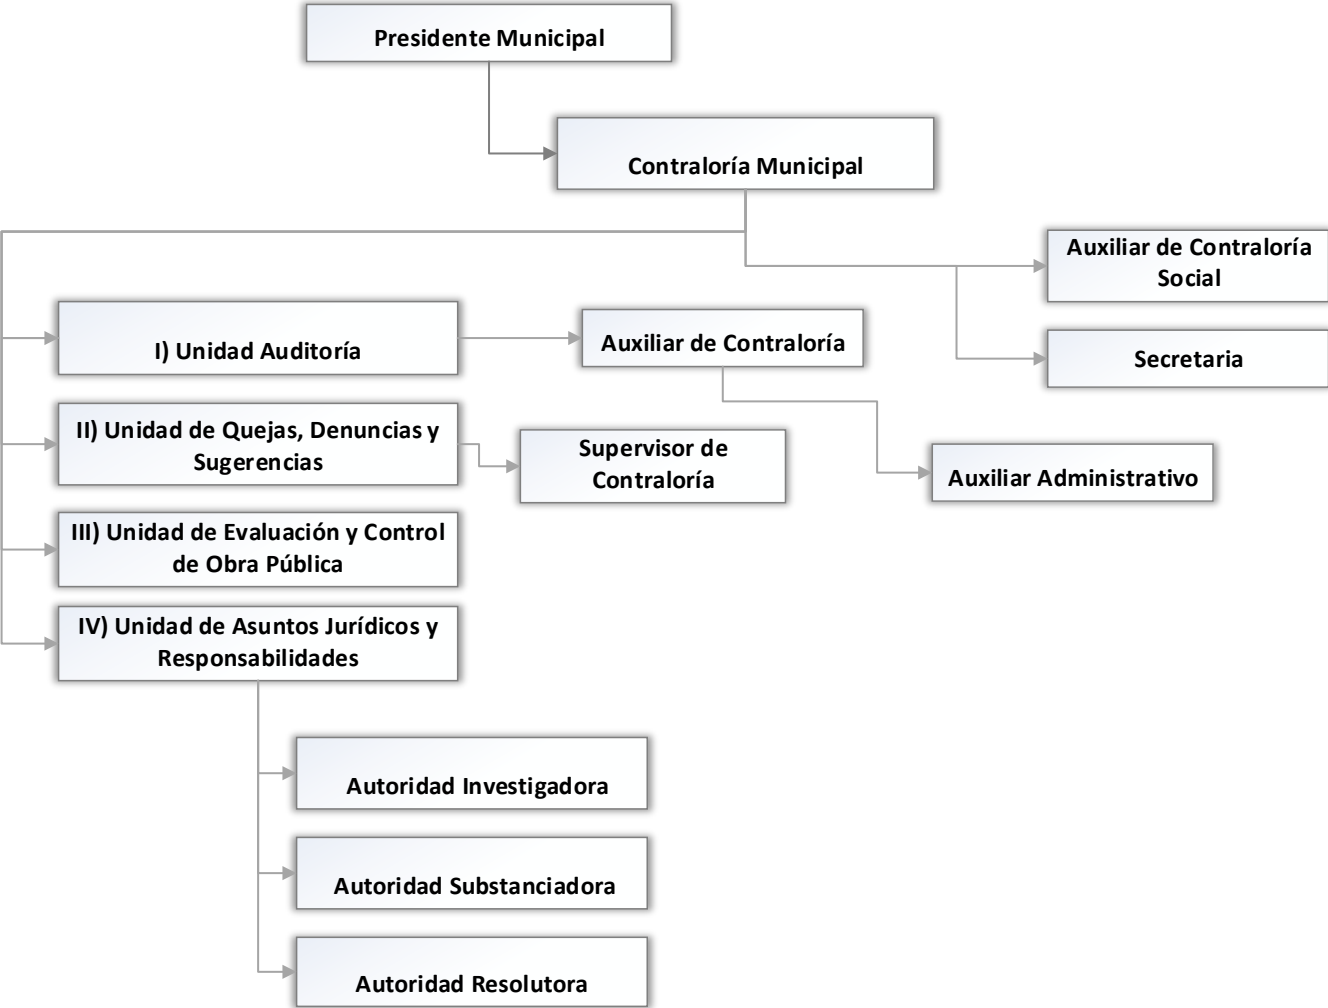 Presidente Municipal
Contraloría Municipal
Auxiliar de Contraloría
Social
Secretaria
I) Unidad Auditoría
Auxiliar de Contraloría
II) Unidad de Quejas, Denuncias y
Sugerencias
Supervisor de
Contraloría
Auxiliar Administrativo
III) Unidad de Evaluación y Control
de Obra Pública
IV) Unidad de Asuntos Jurídicos y
Responsabilidades
Autoridad Investigadora
Autoridad Substanciadora
Autoridad Resolutora